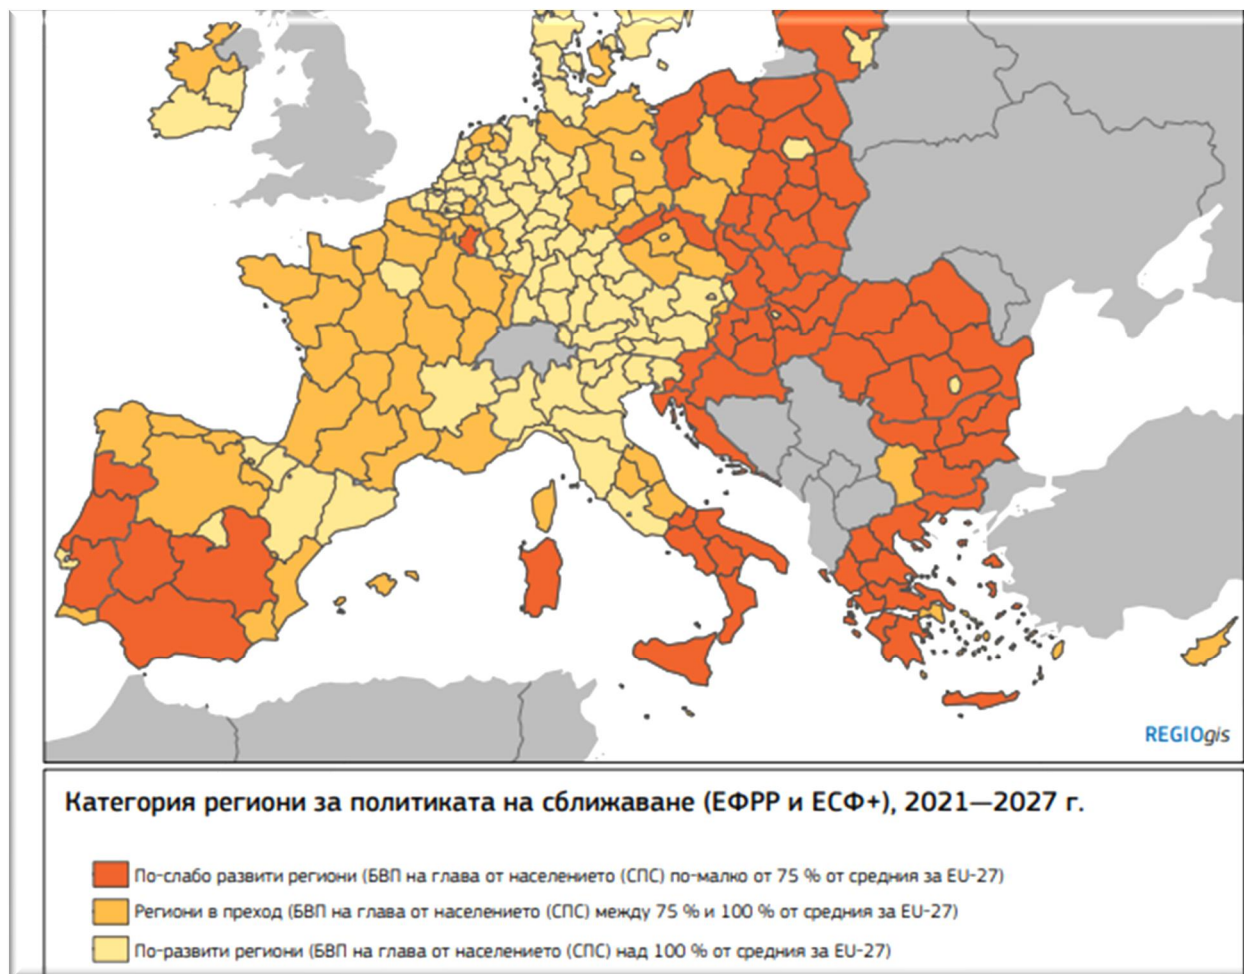 REGIOgis
Категория региони за политиката на сближаване (ЕФРР и ЕСФ+), 2021—2027 г.
По-слабо развити региони (БВП на глава от населението (СПС) по-малко от 75 % от средния за EU-27)
Региони в преход (БВП на глава от населението (СПС) между 75 % и 100 % от средния за EU-27)
По-развити региони (БВП на глава от населението (СПС) над 100 % от средния за EU-27)